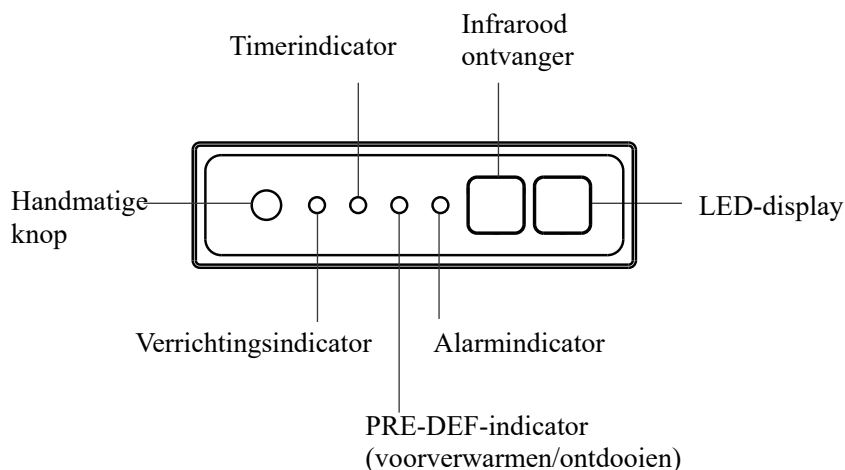 Timerindicator
Infrarood
ontvanger
Handmatige
knop
LED-display
Verrichtingsindicator
Alarmindicator
PRE-DEF-indicator
(voorverwarmen/ontdooien)